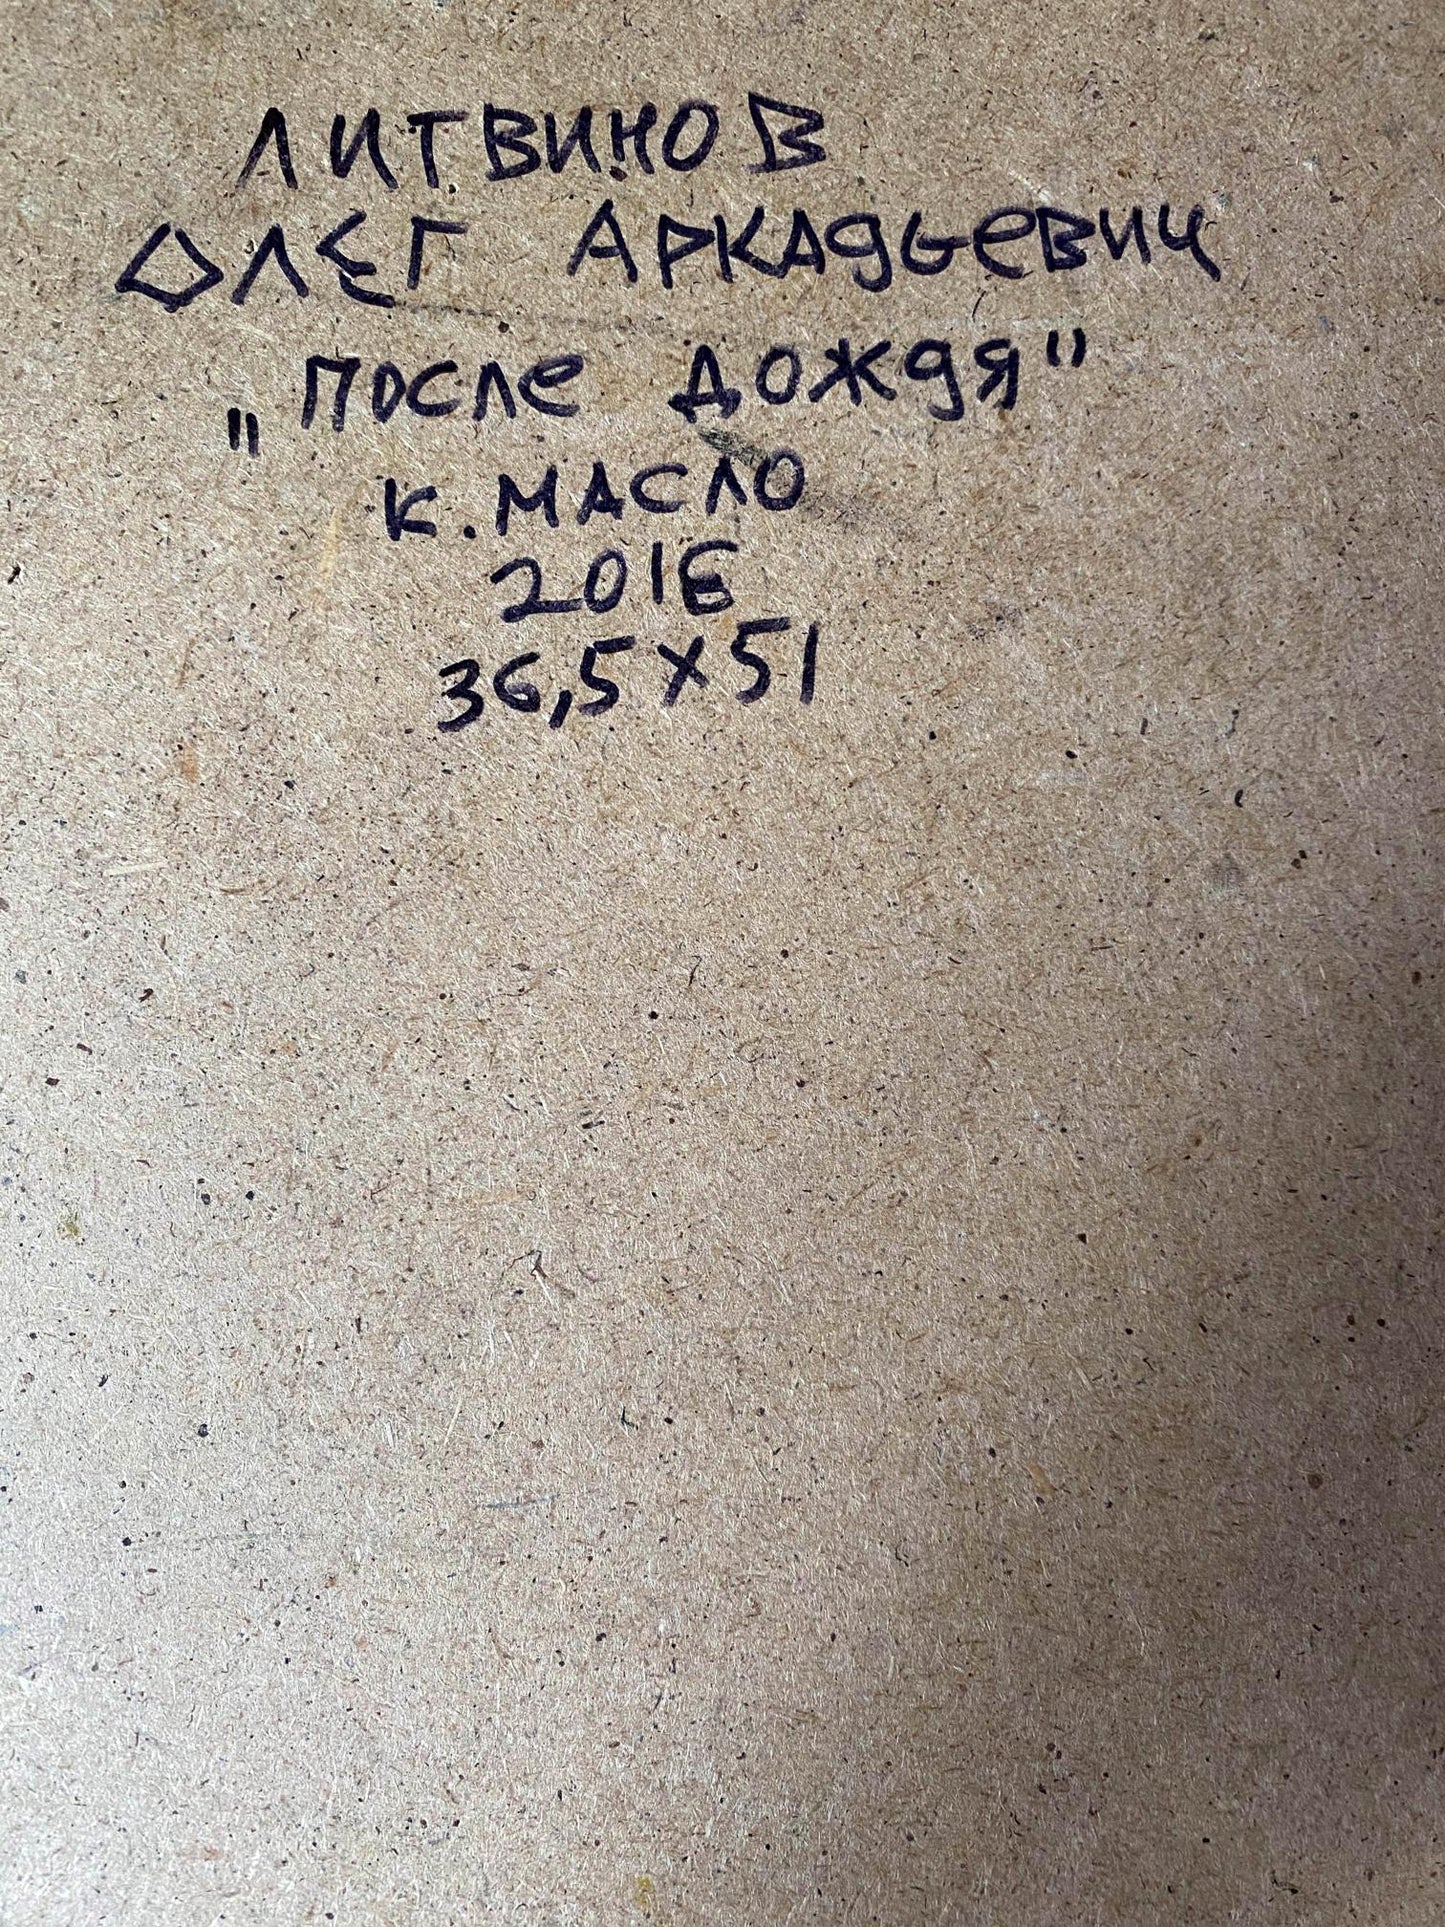 ЛИТВИНОВ
ОЛЕГ АРКАДЬЕВИЧ
„ПОСЛЕ ДОЖДЯ"
К. МАСЛО
2016
36,5 X 51